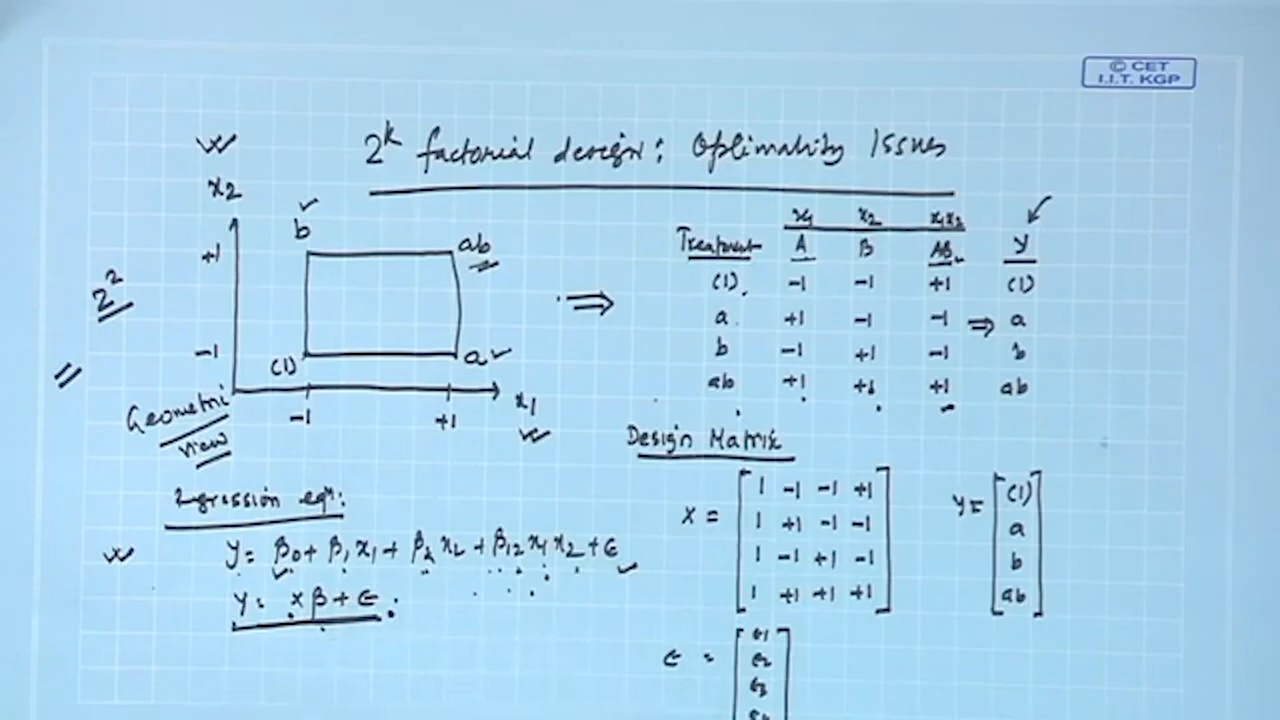 © CET
I.I.T. KGP
2^k factorial design: Optimality Issues
x2
b
ab
+1
2^2
-1
(1)
a
-1
+1
x1
Geometric
view
x1 x2 x1x2
Treatment A B AB y
(1) -1 -1 +1 (1)
a +1 -1 -1 ⇒ a
b -1 +1 -1 b
ab +1 +1 +1 ab
Design Matrix
X =
1 -1 -1 +1
1 +1 -1 -1
1 -1 +1 -1
1 +1 +1 +1
Y=
(1)
a
b
ab
Regression eqn:
y= β0+ β1x1+ β2x2+β12x1x2+ϵ
y= xβ+ϵ
ϵ =
ϵ1
ϵ2
ϵ3